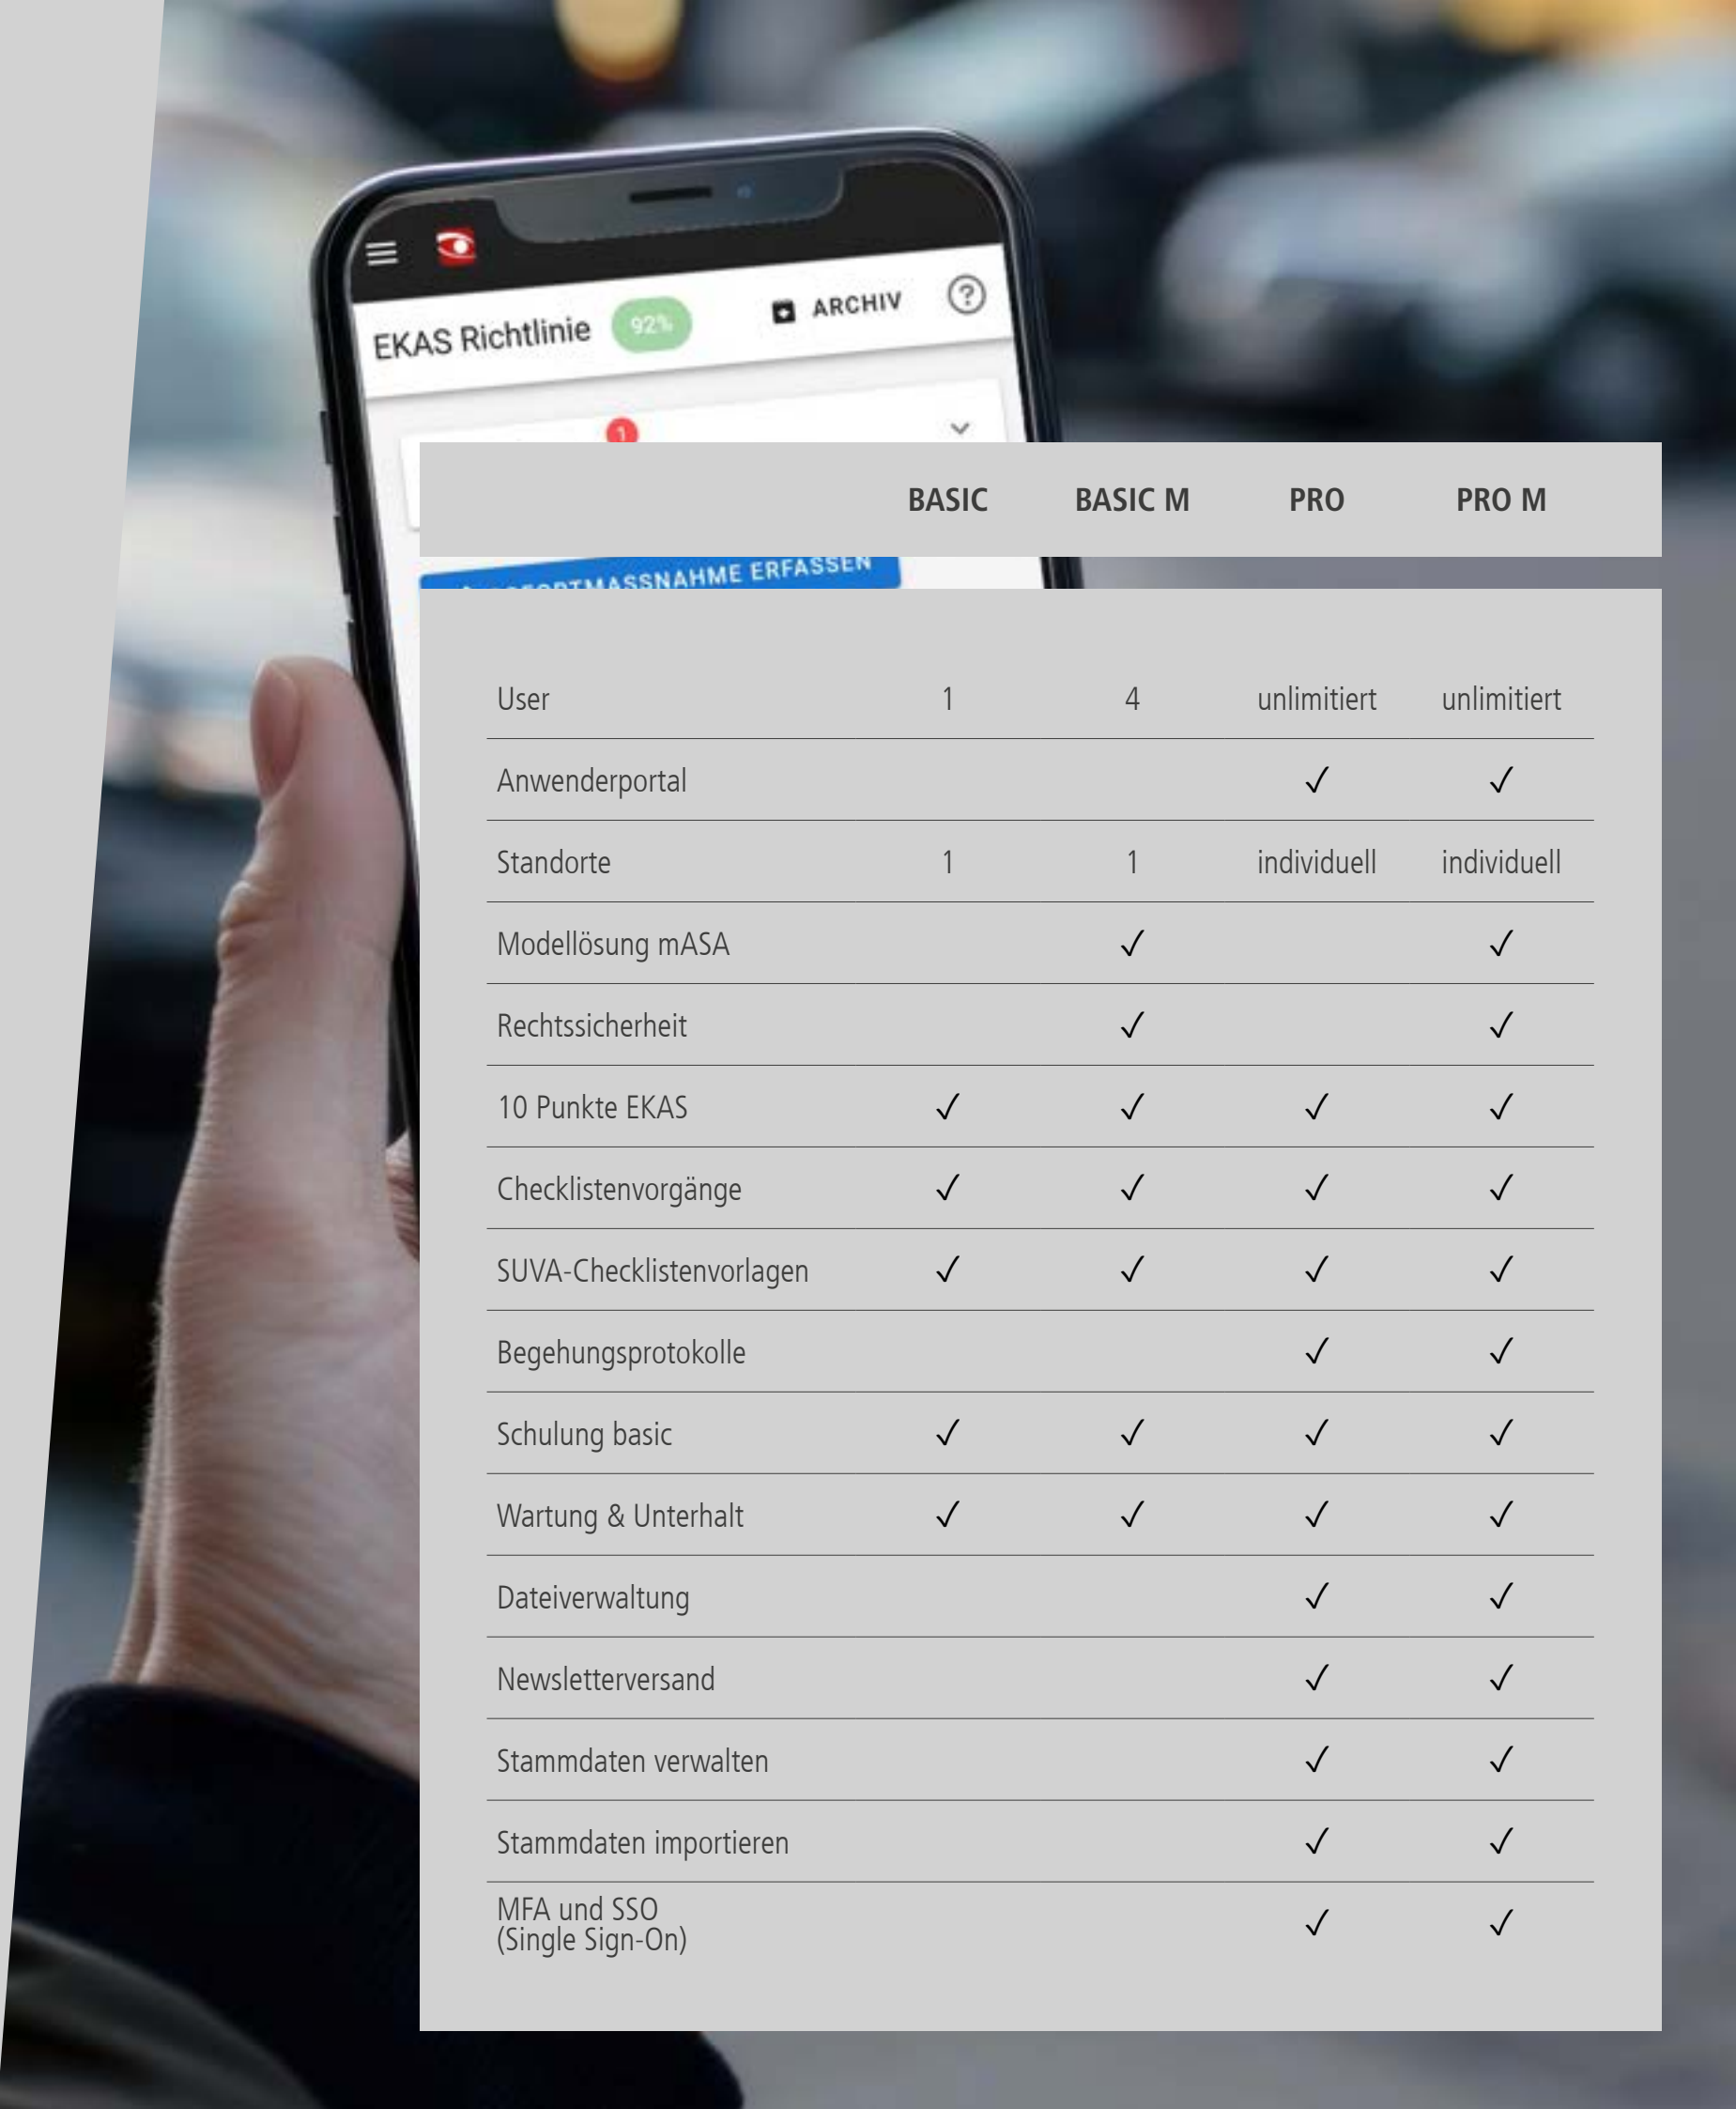 EKAS Richtlinie 92% ARCHIV ?
1
BASIC BASIC M PRO PRO M
MASSNAHME ERFASSEN
User 1 4 unlimitiert unlimitiert
Anwenderportal ✓ ✓
Standorte 1 1 individuell individuell
Modellösung mASA ✓ ✓
Rechtssicherheit ✓ ✓
10 Punkte EKAS ✓ ✓ ✓ ✓
Checklistenvorgänge ✓ ✓ ✓ ✓
SUVA-Checklistenvorlagen ✓ ✓ ✓ ✓
Begehungsprotokolle ✓ ✓
Schulung basic ✓ ✓ ✓ ✓
Wartung & Unterhalt ✓ ✓ ✓ ✓
Dateiverwaltung ✓ ✓
Newsletterversand ✓ ✓
Stammdaten verwalten ✓ ✓
Stammdaten importieren ✓ ✓
MFA und SSO
(Single Sign-On) ✓ ✓